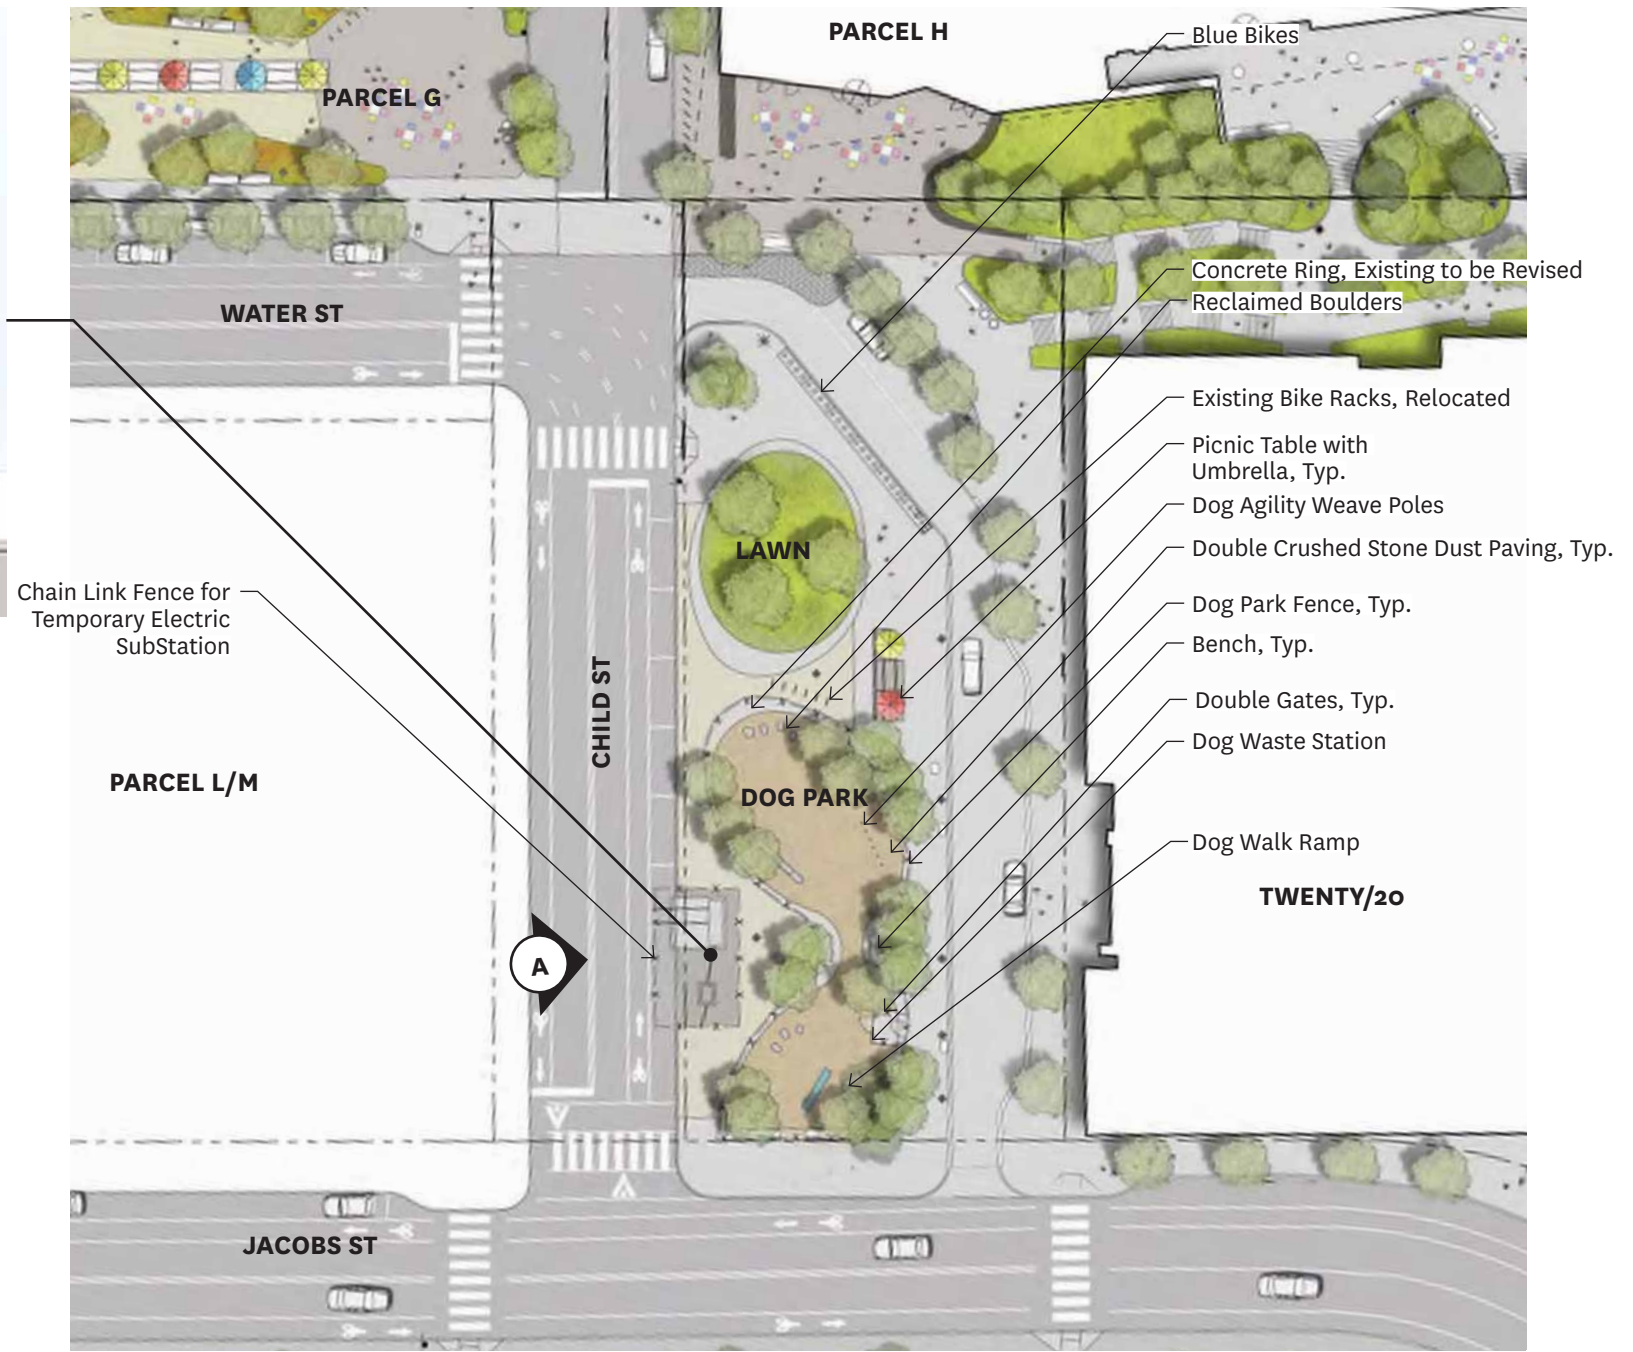 PARCEL H
Blue Bikes
PARCEL G
Concrete Ring, Existing to be Revised
Reclaimed Boulders
WATER ST
Existing Bike Racks, Relocated
Picnic Table with
Umbrella, Typ.
Dog Agility Weave Poles
LAWN
Double Crushed Stone Dust Paving, Typ.
Chain Link Fence for
Temporary Electric
SubStation
Dog Park Fence, Typ.
Bench, Typ.
CHILD ST
Double Gates, Typ.
Dog Waste Station
PARCEL L/M
DOG PARK
Dog Walk Ramp
TWENTY/20
A
JACOBS ST